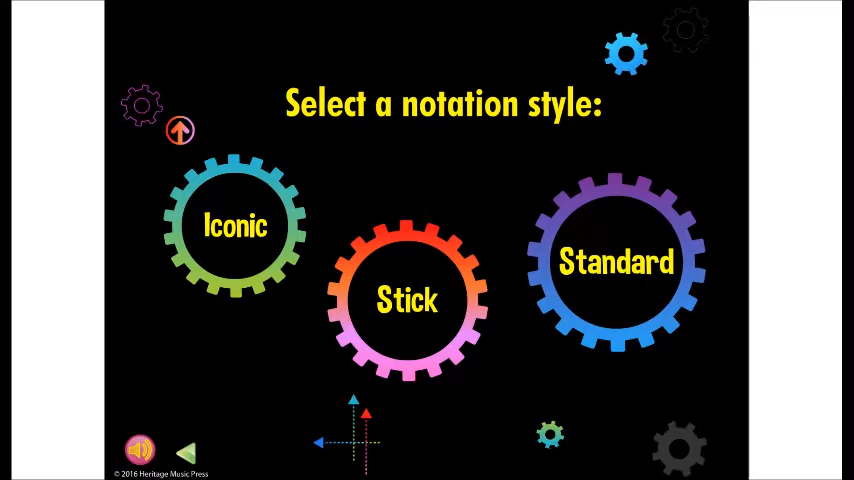 Select a notation style:
Iconic
Stick
Standard
© 2016 Heritage Music Press